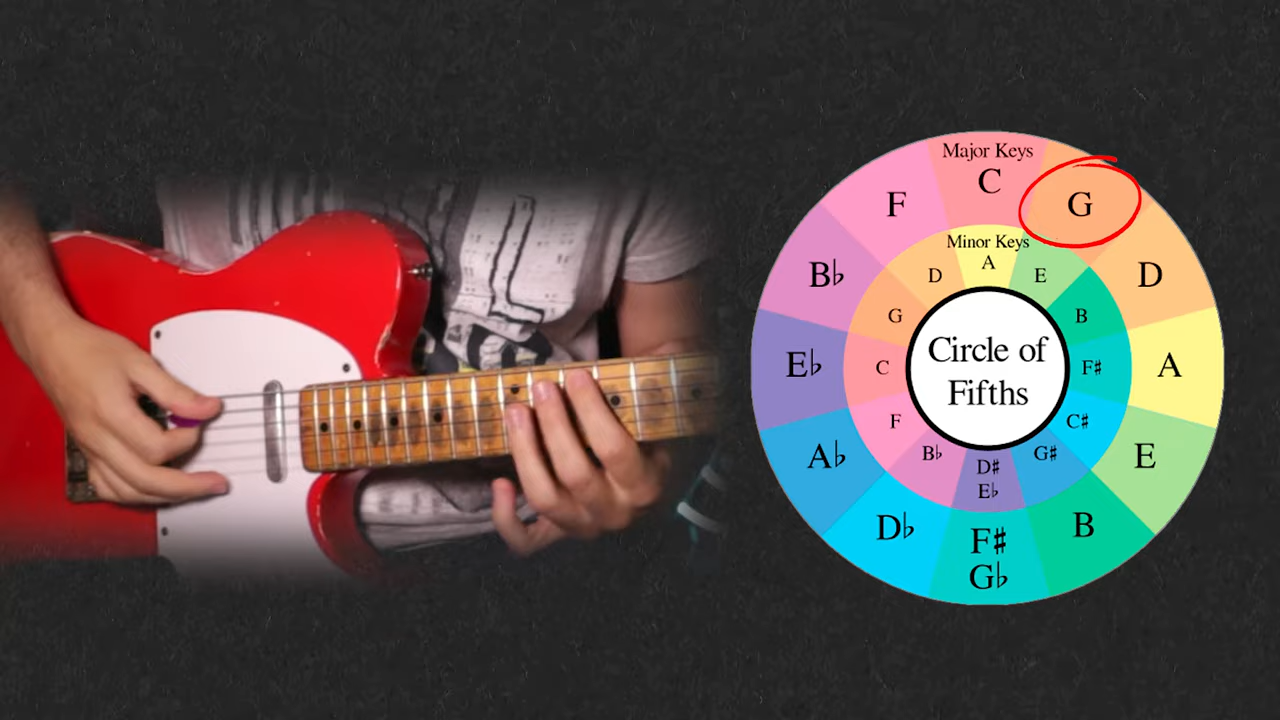 Major Keys
C
G
D
A
E
B
F♯
G♭
D♭
A♭
E♭
B♭
F
Minor Keys
A
E
B
F♯
C♯
G♯
D♯
E♭
B♭
F
C
G
D
Circle of
Fifths